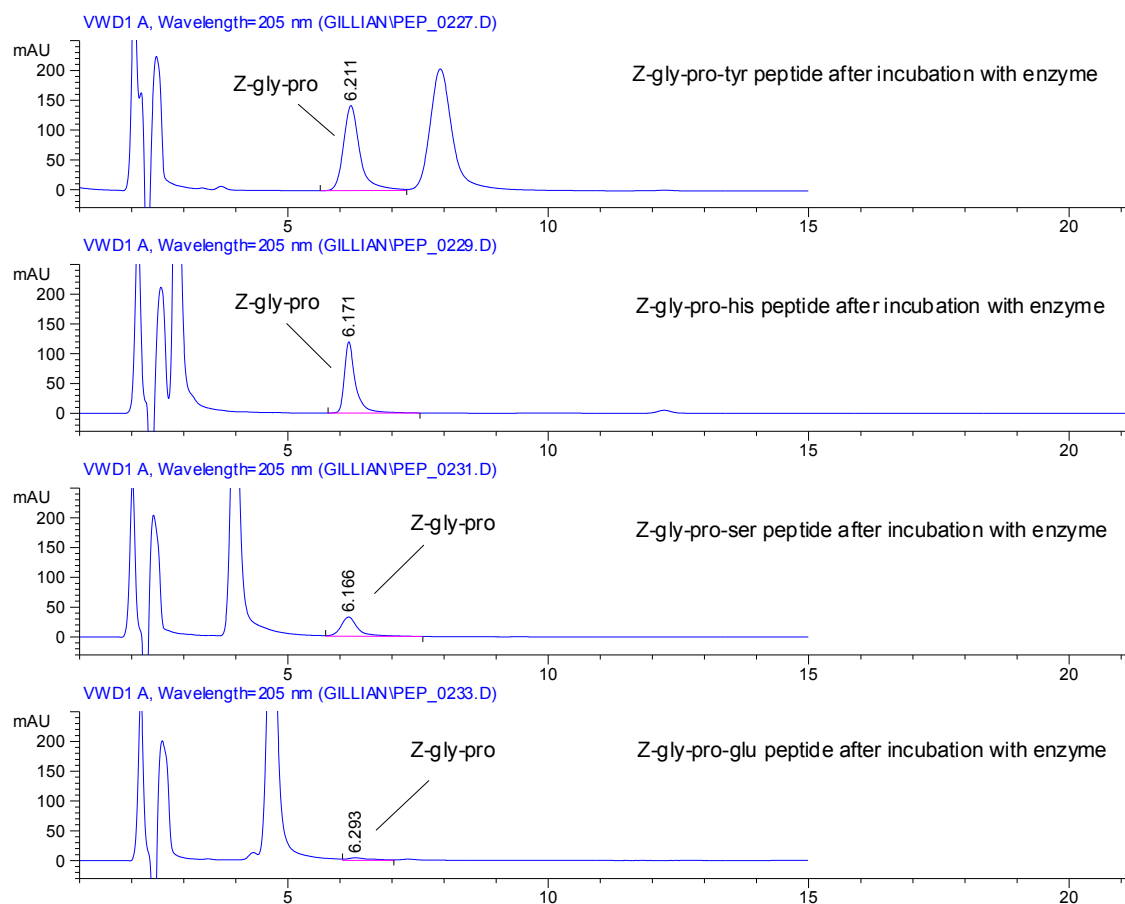 VWD1 A, Wavelength=205 nm (GILLIAN\PEP_0227.D)
mAU
Z-gly-pro
6.211
Z-gly-pro-tyr peptide after incubation with enzyme
200
150
100
50
0
5 10 15 20
VWD1 A, Wavelength=205 nm (GILLIAN\PEP_0229.D)
mAU
Z-gly-pro
6.171
Z-gly-pro-his peptide after incubation with enzyme
200
150
100
50
0
5 10 15 20
VWD1 A, Wavelength=205 nm (GILLIAN\PEP_0231.D)
mAU
6.166
Z-gly-pro
Z-gly-pro-ser peptide after incubation with enzyme
200
150
100
50
0
5 10 15 20
VWD1 A, Wavelength=205 nm (GILLIAN\PEP_0233.D)
mAU
6.293
Z-gly-pro
Z-gly-pro-glu peptide after incubation with enzyme
200
150
100
50
0
5 10 15 20